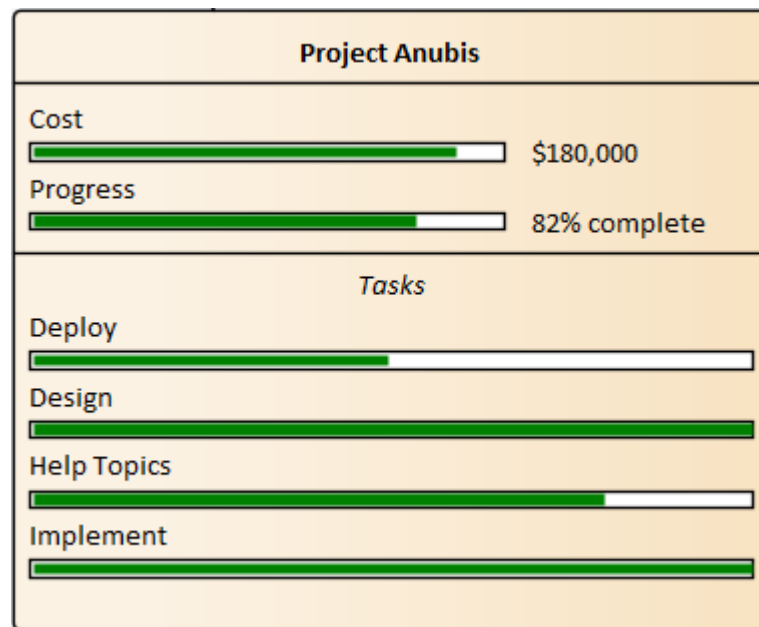 Project Anubis
Cost
$180,000
Progress
82% complete
Tasks
Deploy
Design
Help Topics
Implement